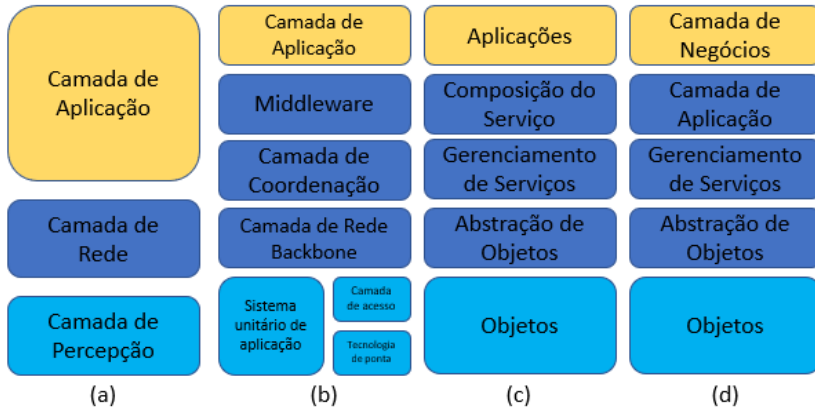 Camada de
Aplicação
Camada de
Rede
Camada de
Percepção
(a)
Camada de
Aplicação
Middleware
Camada de
Coordenação
Camada de Rede
Backbone
Sistema
unitário de
aplicação
Camada
de acesso
Tecnologia
de ponta
(b)
Aplicações
Composição do
Serviço
Gerenciamento
de Serviços
Abstração de
Objetos
Objetos
(c)
Camada de
Negócios
Camada de
Aplicação
Gerenciamento
de Serviços
Abstração de
Objetos
Objetos
(d)